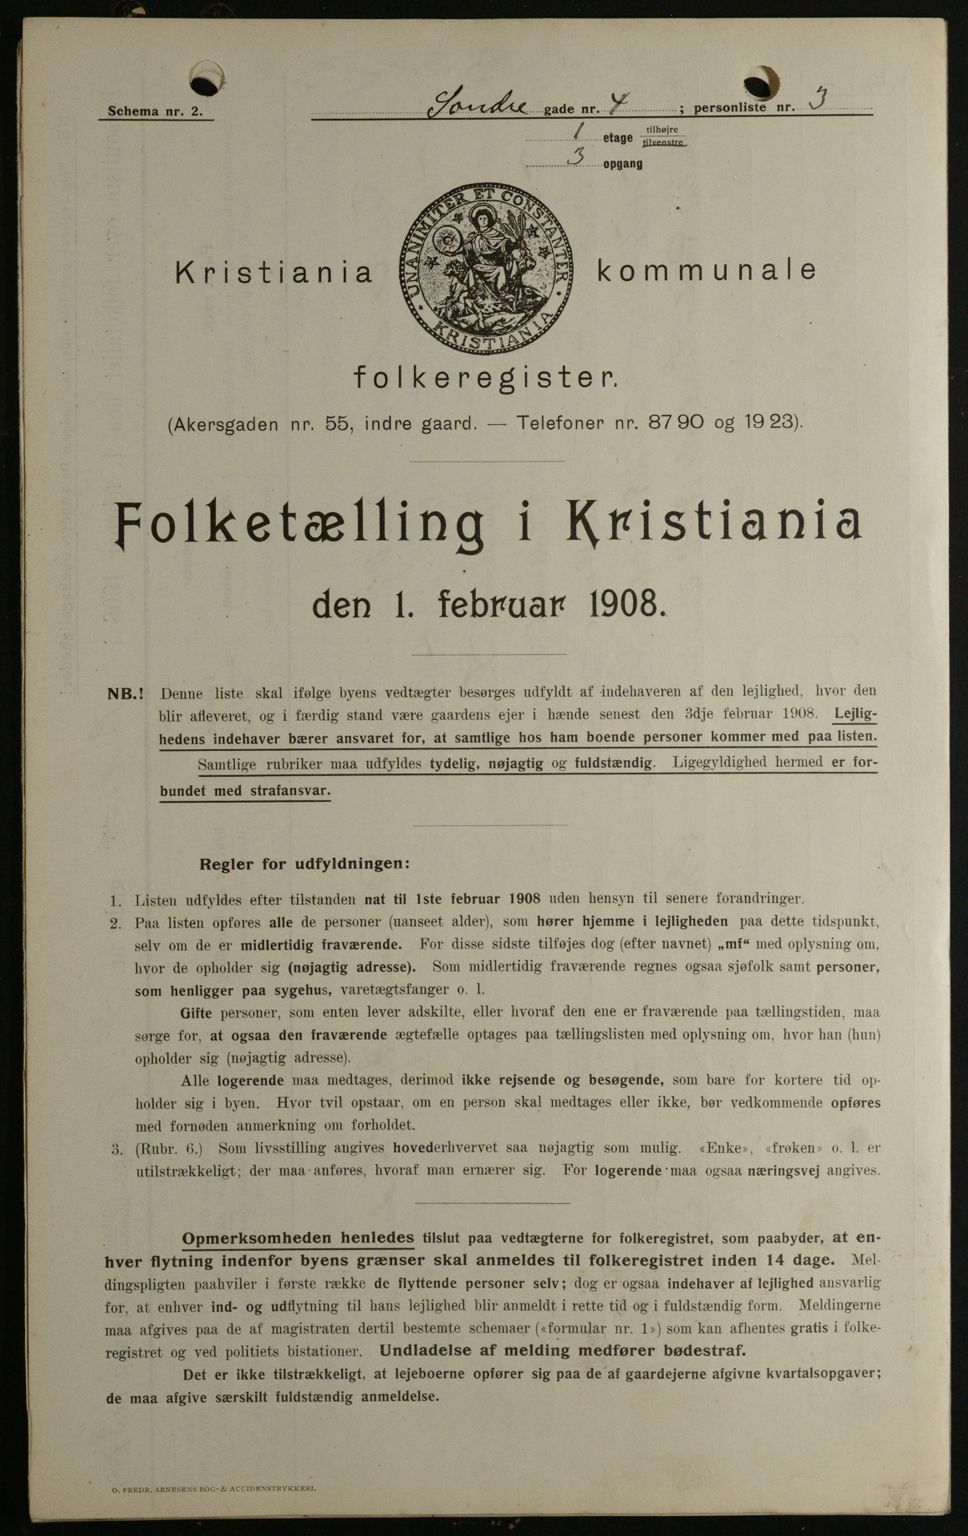 Schema nr. 2.
Søndre gade nr. 4 ; personliste nr. 3
1 etage tilhøjre tilvenstre
3 opgang
UNANIMITER ET CONSTANTER
KRISTIANIA
Kristiania kommunale
folkeregister.
(Akersgaden nr. 55, indre gaard. — Telefoner nr. 87 90 og 19 23).
Folketælling i Kristiania
den 1. februar 1908.
NB.! Denne liste skal ifølge byens vedtægter besørges udfyldt af indehaveren af den lejlighed, hvor den
blir afleveret, og i færdig stand være gaardens ejer i hænde senest den 3dje februar 1908. Lejlig-
hedens indehaver bærer ansvaret for, at samtlige hos ham boende personer kommer med paa listen.
Samtlige rubriker maa udfyldes tydelig, nøjagtig og fuldstændig. Ligegyldighed hermed er for-
bundet med strafansvar.
Regler for udfyldningen:
1. Listen udfyldes efter tilstanden nat til 1ste februar 1908 uden hensyn til senere forandringer.
2. Paa listen opføres alle de personer (uanseet alder), som hører hjemme i lejligheden paa dette tidspunkt,
selv om de er midlertidig fraværende. For disse sidste tilføjes dog (efter navnet) „mf“ med oplysning om,
hvor de opholder sig (nøjagtig adresse). Som midlertidig fraværende regnes ogsaa sjøfolk samt personer,
som henligger paa sygehus, varetægtsfanger o. l.
Gifte personer, som enten lever adskilte, eller hvoraf den ene er fraværende paa tællingstiden, maa
sørge for, at ogsaa den fraværende ægtefælle optages paa tællingslisten med oplysning om, hvor han (hun)
opholder sig (nøjagtig adresse).
Alle logerende maa medtages, derimod ikke rejsende og besøgende, som bare for kortere tid op-
holder sig i byen. Hvor tvil opstaar, om en person skal medtages eller ikke, bør vedkommende opføres
med fornøden anmerkning om forholdet.
3. (Rubr. 6.) Som livsstilling angives hovederhvervet saa nøjagtig som mulig. «Enke», «frøken» o. l. er
utilstrækkeligt; der maa anføres, hvoraf man ernærer sig. For logerende maa ogsaa næringsvej angives.
Opmerksomheden henledes tilslut paa vedtægterne for folkeregistret, som paabyder, at en-
hver flytning indenfor byens grænser skal anmeldes til folkeregistret inden 14 dage. Mel-
dingspligten paahviler i første række de flyttende personer selv; dog er ogsaa indehaver af lejlighed ansvarlig
for, at enhver ind- og udflytning til hans lejlighed blir anmeldt i rette tid og i fuldstændig form. Meldingerne
maa afgives paa de af magistraten dertil bestemte schemaer («formular nr. 1») som kan afhentes gratis i folke-
registret og ved politiets bistationer. Undladelse af melding medfører bødestraf.
Det er ikke tilstrækkeligt, at lejeboerne opfører sig paa de af gaardejerne afgivne kvartalsopgaver;
de maa afgive særskilt fuldstændig anmeldelse.
O. FREDR. ARNESENS BOG- & ACCIDENSTRYKKERI.